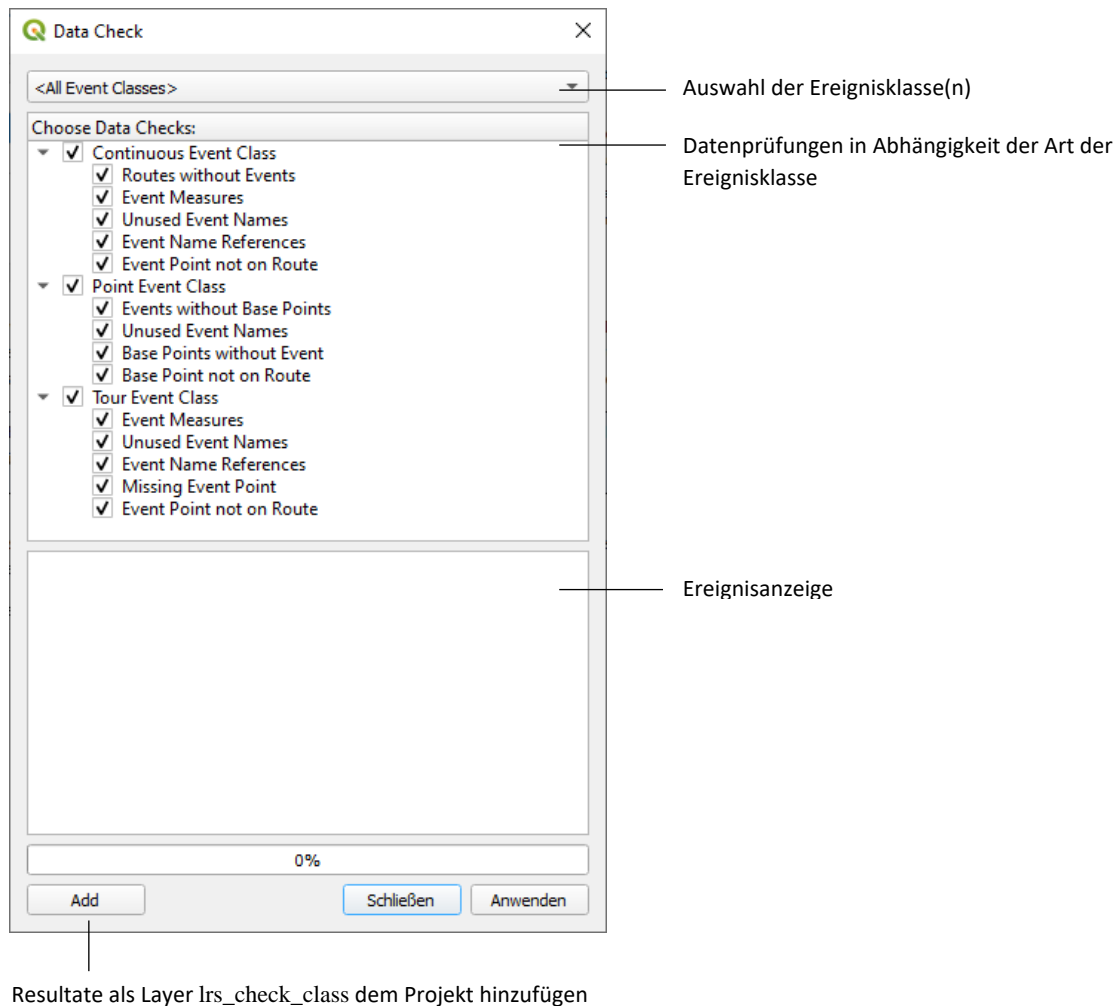 Data Check
<All Event Classes>
Auswahl der Ereignisklasse(n)
Choose Data Checks:
Datenprüfungen in Abhängigkeit der Art der
Ereignisklasse
Continuous Event Class
Routes without Events
Event Measures
Unused Event Names
Event Name References
Event Point not on Route
Point Event Class
Events without Base Points
Unused Event Names
Base Points without Event
Base Point not on Route
Tour Event Class
Event Measures
Unused Event Names
Event Name References
Missing Event Point
Event Point not on Route
Ereignisanzeige
0%
Add
Schließen
Anwenden
Resultate als Layer lrs_check_class dem Projekt hinzufügen